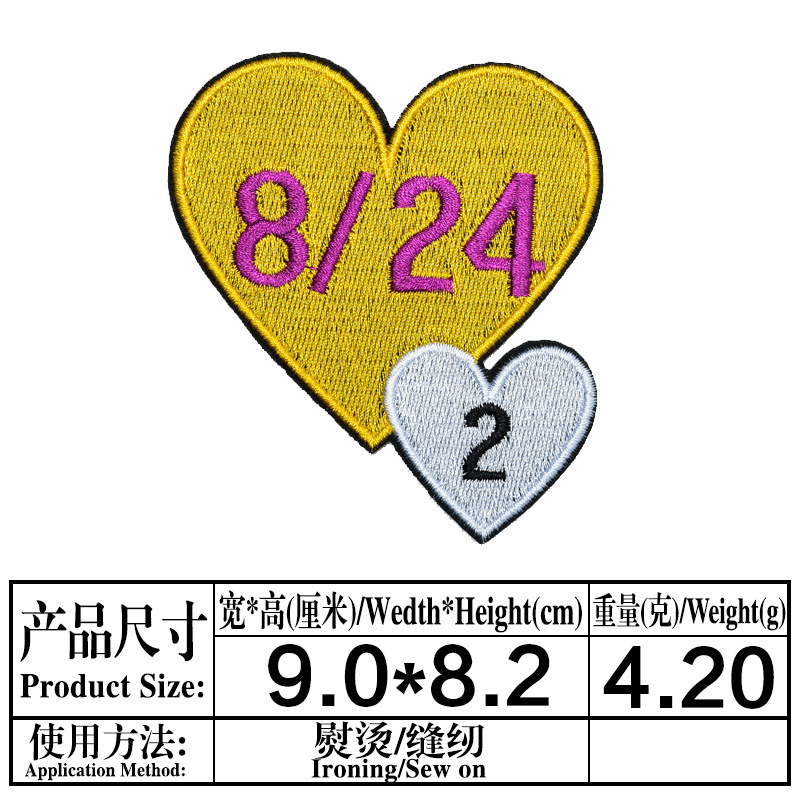 8/24
2
产品尺寸
Product Size:
宽*高(厘米)/Wedth*Height(cm)
重量(克)/Weight(g)
9.0*8.2
4.20
使用方法:
Application Method:
熨烫/缝纫
Ironing/Sew on